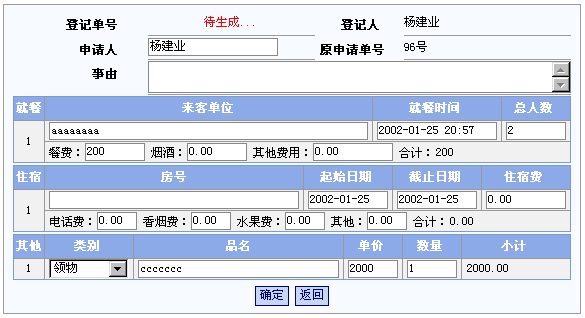 登记单号 待生成... 登记人 杨建业
申请人 杨建业 原申请单号 96号
事由
就餐 来客单位 就餐时间 总人数
1 aaaaaaaa 2002-01-25 20:57 2
餐费：200 烟酒：0.00 其他费用：0.00 合计：200
住宿 房号 起始日期 截止日期 住宿费
1 2002-01-25 2002-01-25 0.00
电话费：0.00 香烟费：0.00 水果费：0.00 其他：0.00 合计：0.00
其他 类别 品名 单价 数量 小计
1 领物 ccccccc 2000 1 2000.00
确定 返回